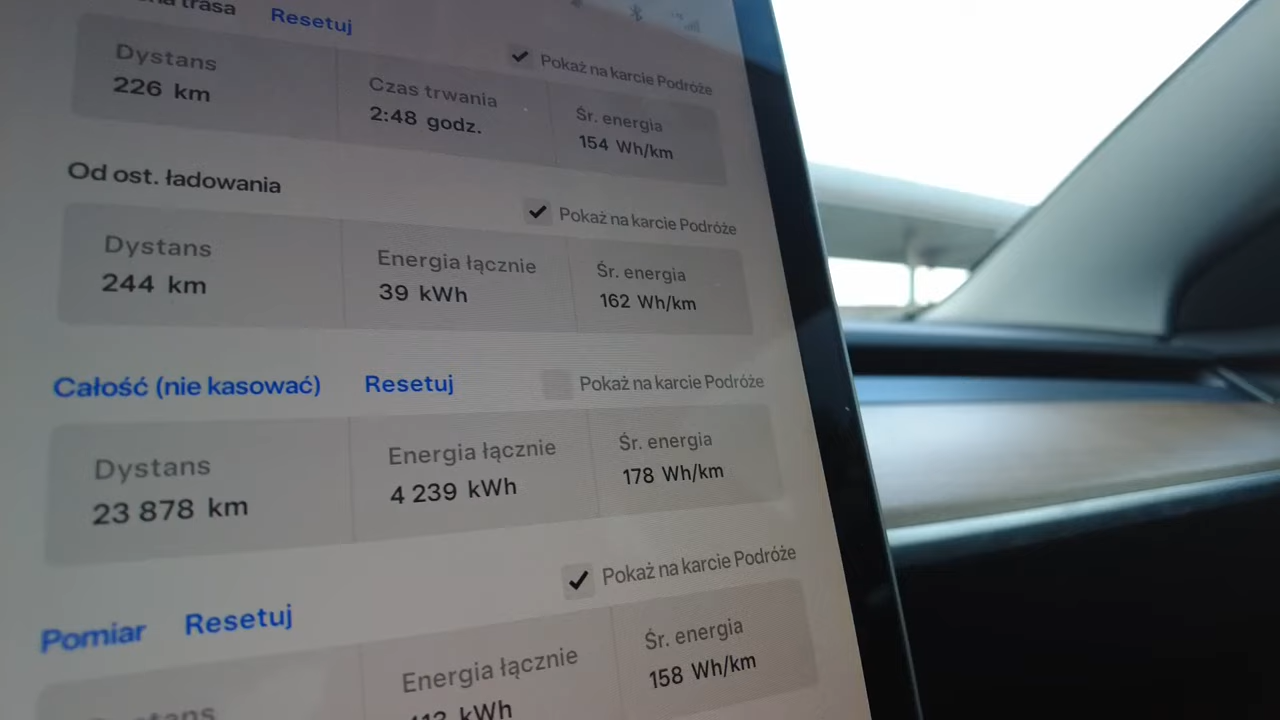 trasa Resetuj
Pokaż na karcie Podróże
Dystans Czas trwania Śr. energia
226 km 2:48 godz. 154 Wh/km
Od ost. ładowania
Pokaż na karcie Podróże
Dystans Energia łącznie Śr. energia
244 km 39 kWh 162 Wh/km
Całość (nie kasować) Resetuj Pokaż na karcie Podróże
Dystans Energia łącznie Śr. energia
23 878 km 4 239 kWh 178 Wh/km
Pomiar Resetuj Pokaż na karcie Podróże
Dystans Energia łącznie Śr. energia
kWh 158 Wh/km